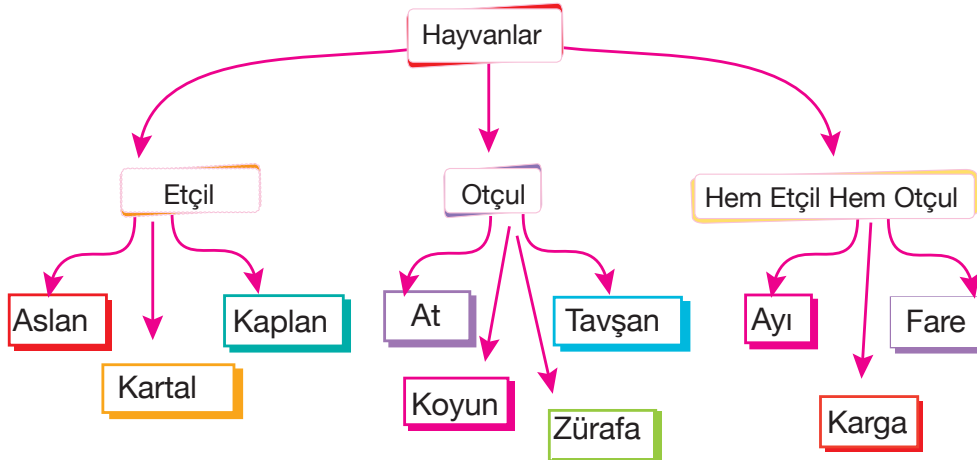 Hayvanlar
Etçil
Otçul
Hem Etçil Hem Otçul
Aslan
Kartal
Kaplan
At
Koyun
Zürafa
Tavşan
Ayı
Karga
Fare